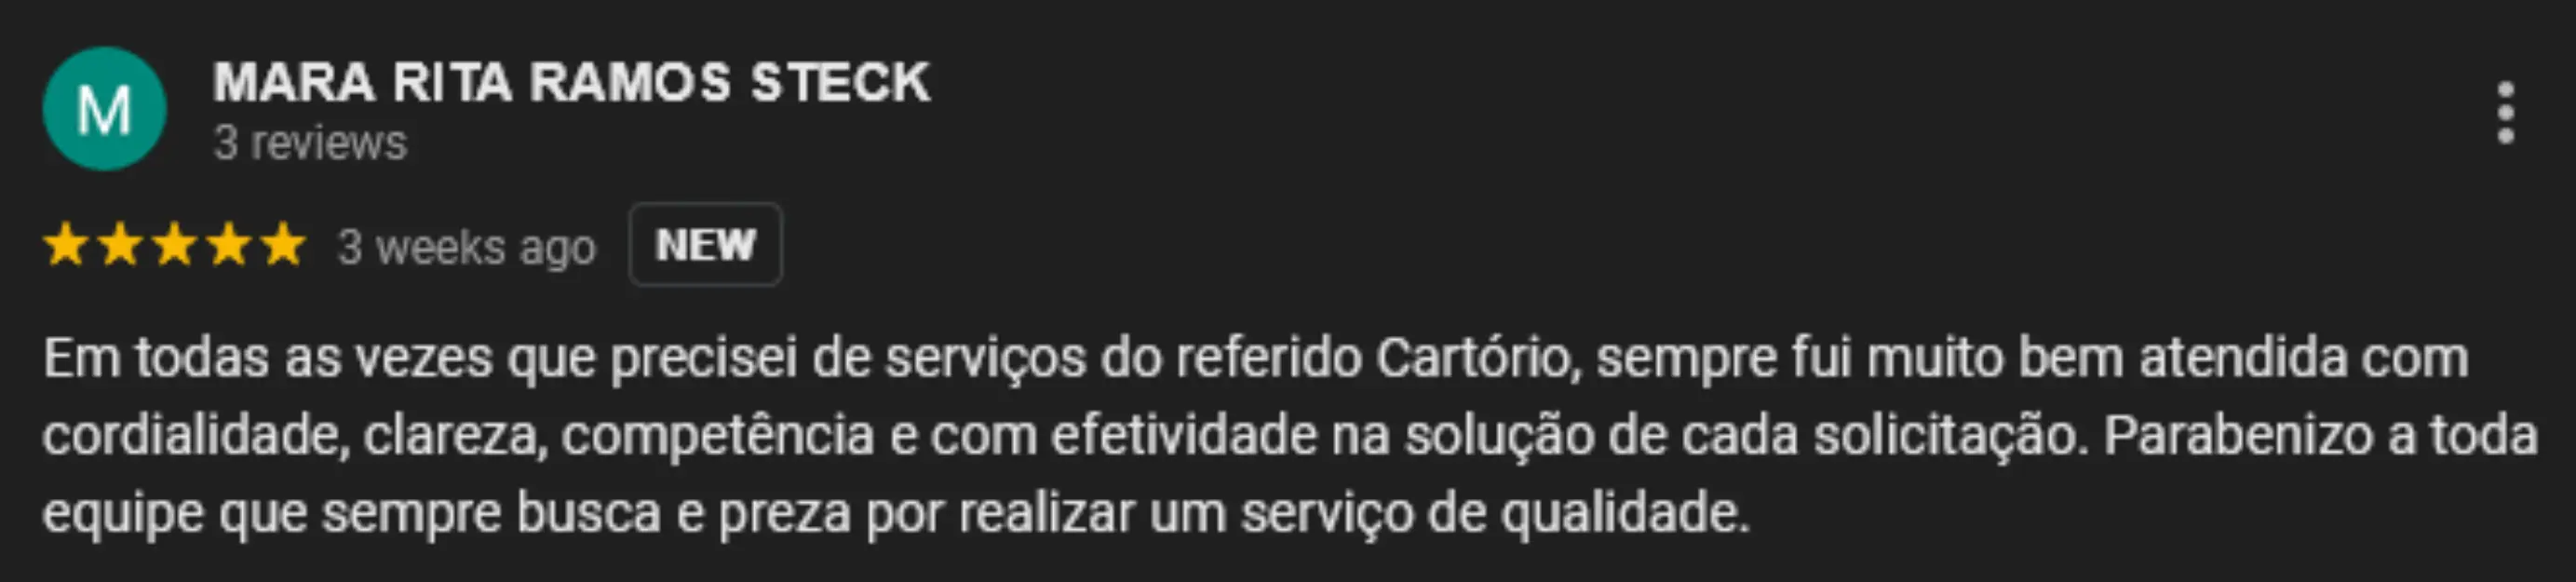 M
MARA RITA RAMOS STECK
3 reviews
3 weeks ago NEW
Em todas as vezes que precisei de serviços do referido Cartório, sempre fui muito bem atendida com
cordialidade, clareza, competência e com efetividade na solução de cada solicitação. Parabenizo a toda
equipe que sempre busca e preza por realizar um serviço de qualidade.